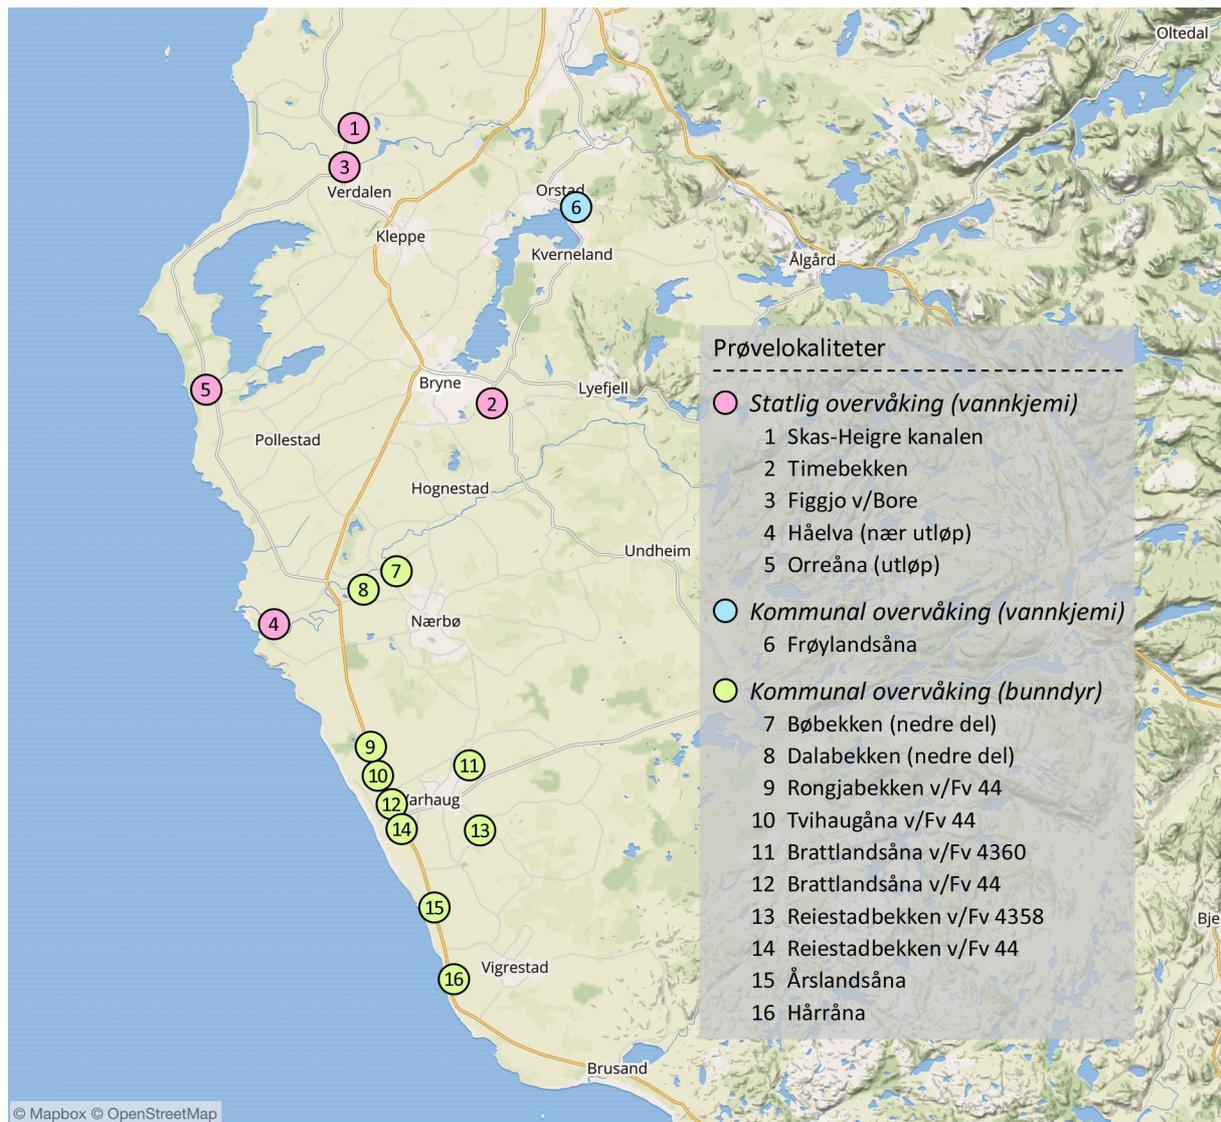 Oltedal
1
3
Verdalen
Orstad
6
Kleppe
Kverneland
Ålgård
Prøvelokaliteter
5
Bryne
2
Lyefjell
Statlig overvåking (vannkjemi)
1 Skas-Heigre kanalen
2 Timebekken
3 Figgjo v/Bore
4 Håelva (nær utløp)
5 Orreåna (utløp)
Pollestad
Hognestad
Undheim
7
8
4
Nærbø
Kommunal overvåking (vannkjemi)
6 Frøylandsåna
Kommunal overvåking (bunndyr)
7 Bøbekken (nedre del)
8 Dalabekken (nedre del)
9 Rongjabekken v/Fv 44
10 Tvihaugåna v/Fv 44
11 Brattlandsåna v/Fv 4360
12 Brattlandsåna v/Fv 44
13 Reiestadbekken v/Fv 4358
14 Reiestadbekken v/Fv 44
15 Årslandsåna
16 Hårråna
9
10
11
12 arhaug
14
13
15
Bje
16
Vigrestad
Brusand
© Mapbox © OpenStreetMap